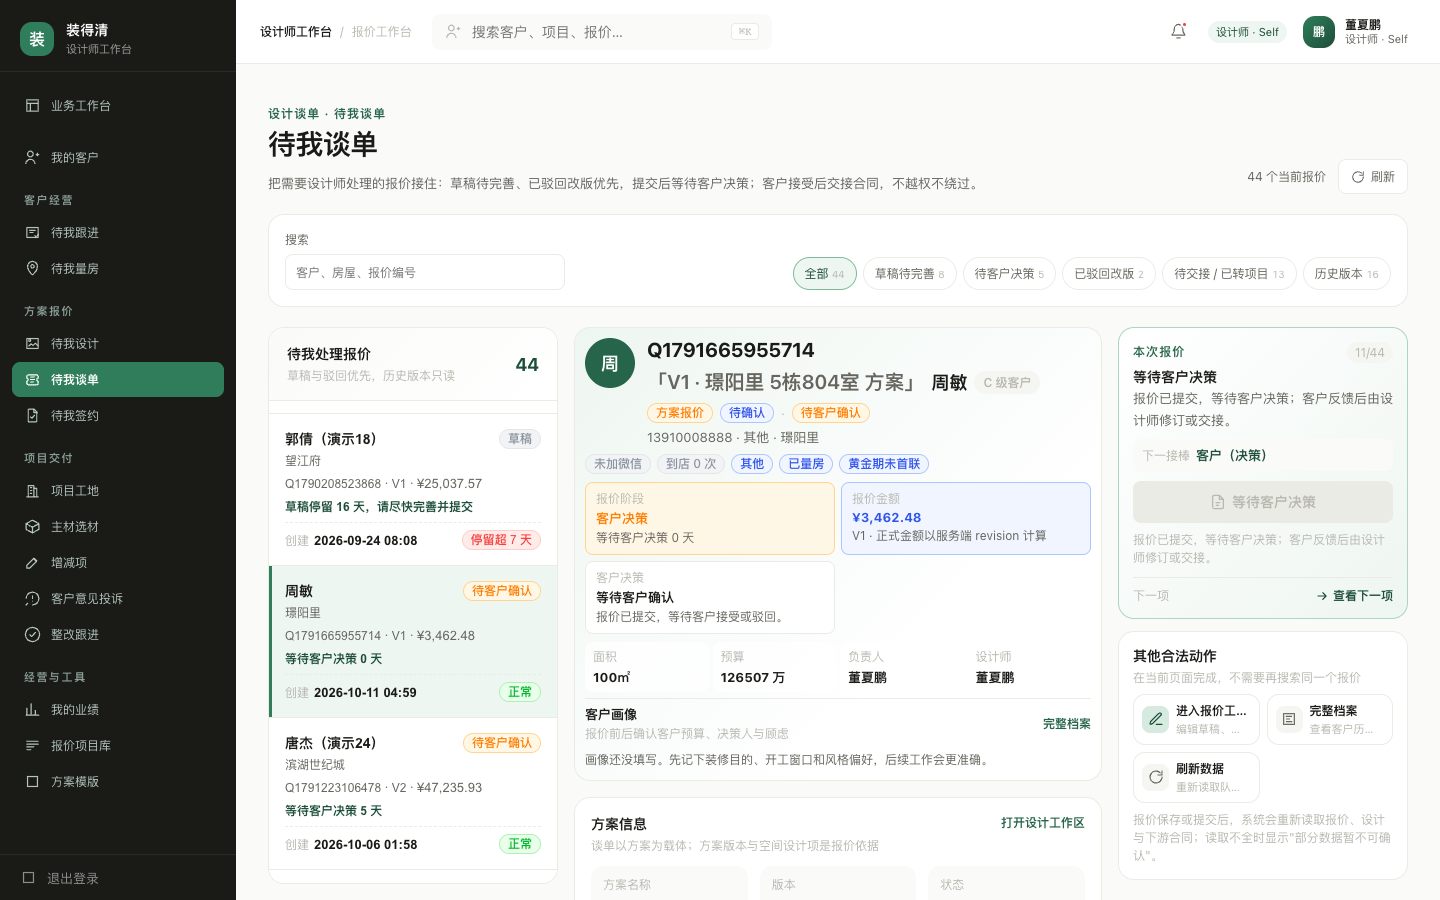 装
装得清
设计师工作台
业务工作台
我的客户
客户经营
待我跟进
待我量房
方案报价
待我设计
待我谈单
待我签约
项目交付
项目工地
主材选材
增减项
客户意见投诉
整改跟进
经营与工具
我的业绩
报价项目库
方案模版
退出登录
设计师工作台 / 报价工作台
搜索客户、项目、报价...
⌘K
设计师 · Self
鹏
董夏鹏
设计师 · Self
设计谈单 · 待我谈单
待我谈单
把需要设计师处理的报价接住：草稿待完善、已驳回改版优先，提交后等待客户决策；客户接受后交接合同，不越权不绕过。
44 个当前报价
刷新
搜索
客户、房屋、报价编号
全部 44
草稿待完善 8
待客户决策 5
已驳回改版 2
待交接 / 已转项目 13
历史版本 16
待我处理报价
草稿与驳回优先，历史版本只读
44
郭倩（演示18）
草稿
望江府
Q1790208523868 · V1 · ¥25,037.57
草稿停留 16 天，请尽快完善并提交
创建 2026-09-24 08:08
停留超 7 天
周敏
待客户确认
璟阳里
Q1791665955714 · V1 · ¥3,462.48
等待客户决策 0 天
创建 2026-10-11 04:59
正常
唐杰（演示24）
待客户确认
滨湖世纪城
Q1791223106478 · V2 · ¥47,235.93
等待客户决策 5 天
创建 2026-10-06 01:58
正常
周
Q1791665955714
「V1 · 璟阳里 5栋804室 方案」 周敏 C 级客户
方案报价 待确认 · 待客户确认
13910008888 · 其他 · 璟阳里
未加微信 到店 0 次 其他 已量房 黄金期未首联
报价阶段
客户决策
等待客户决策 0 天
报价金额
¥3,462.48
V1 · 正式金额以服务端 revision 计算
客户决策
等待客户确认
报价已提交，等待客户接受或驳回。
面积
100㎡
预算
126507 万
负责人
董夏鹏
设计师
董夏鹏
客户画像
报价前后确认客户预算、决策人与顾虑
完整档案
画像还没填写。先记下装修目的、开工窗口和风格偏好，后续工作会更准确。
方案信息
谈单以方案为载体；方案版本与空间设计项是报价依据
打开设计工作区
方案名称
版本
状态
本次报价
11/44
等待客户决策
报价已提交，等待客户决策；客户反馈后由设
计师修订或交接。
下一接棒 客户（决策）
等待客户决策
报价已提交，等待客户决策；客户反馈后由设计
师修订或交接。
下一项
→ 查看下一项
其他合法动作
在当前页面完成，不需要再搜索同一个报价
进入报价工...
编辑草稿、...
完整档案
查看客户历...
刷新数据
重新读取队...
报价保存或提交后，系统会重新读取报价、设计
与下游合同；读取不全时显示"部分数据暂不可确
认"。